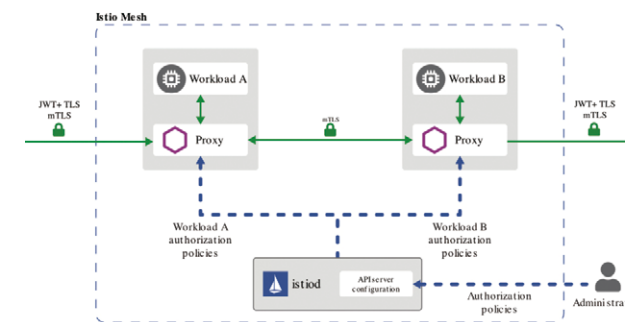 Istio Mesh
Workload A
Workload B
JWT+ TLS
mTLS
JWT+ TLS
mTLS
mTLS
Proxy
Proxy
Workload A
authorization
policies
Workload B
authorization
policies
istiod
API server
configuration
Authorization
policies
Administra